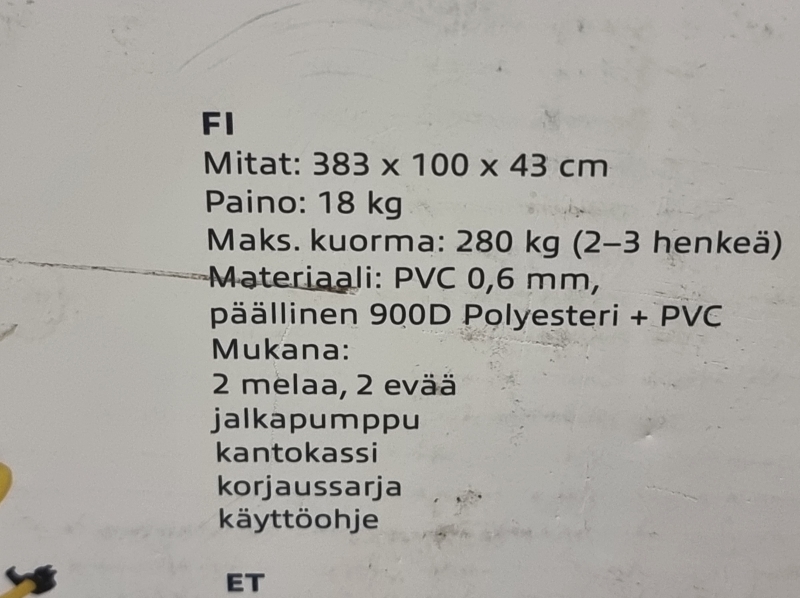 FI
Mitat: 383 x 100 x 43 cm
Paino: 18 kg
Maks. kuorma: 280 kg (2–3 henkeä)
Materiaali: PVC 0,6 mm,
päällinen 900D Polyesteri + PVC
Mukana:
2 melaa, 2 evää
jalkapumppu
kantokassi
korjaussarja
käyttöohje
ET